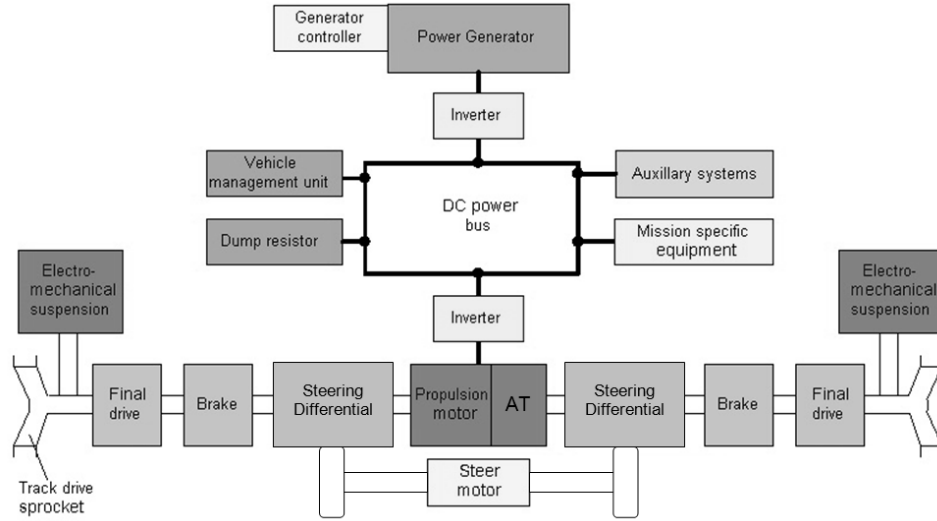 Generator
controller
Power Generator
Inverter
Vehicle
management unit
Auxillary systems
DC power
bus
Dump resistor
Mission specific
equipment
Electro-
mechanical
suspension
Electro-
mechanical
suspension
Inverter
Final
drive
Brake
Steering
Differential
Propulsion
motor
AT
Steering
Differential
Brake
Final
drive
Steer
motor
Track drive
sprocket